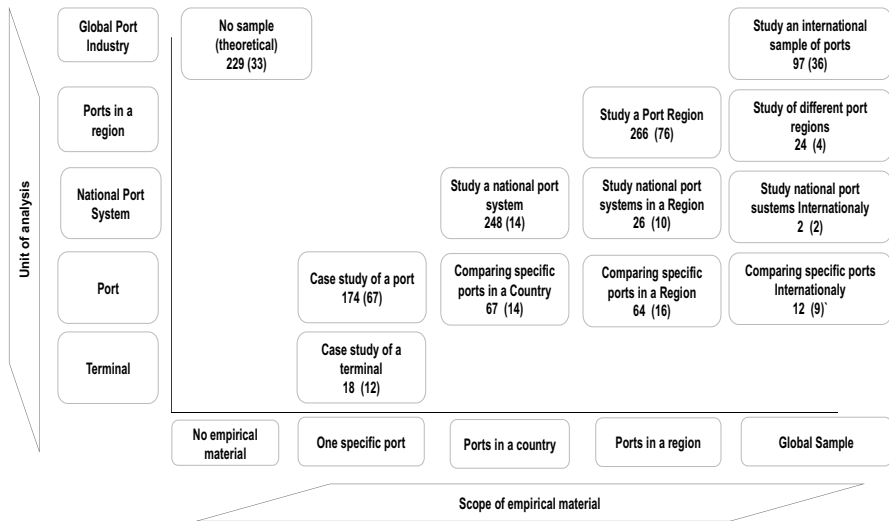 Global Port
Industry
No sample
(theoretical)
229 (33)
Study an international
sample of ports
97 (36)
Ports in a
region
Study a Port Region
266 (76)
Study of different port
regions
24 (4)
National Port
System
Study a national port
system
248 (14)
Study national port
systems in a Region
26 (10)
Study national port
sustems Internationaly
2 (2)
Port
Case study of a port
174 (67)
Comparing specific
ports in a Country
67 (14)
Comparing specific
ports in a Region
64 (16)
Comparing specific ports
Internationaly
12 (9)`
Terminal
Case study of a
terminal
18 (12)
Unit of analysis
No empirical
material
One specific port
Ports in a country
Ports in a region
Global Sample
Scope of empirical material